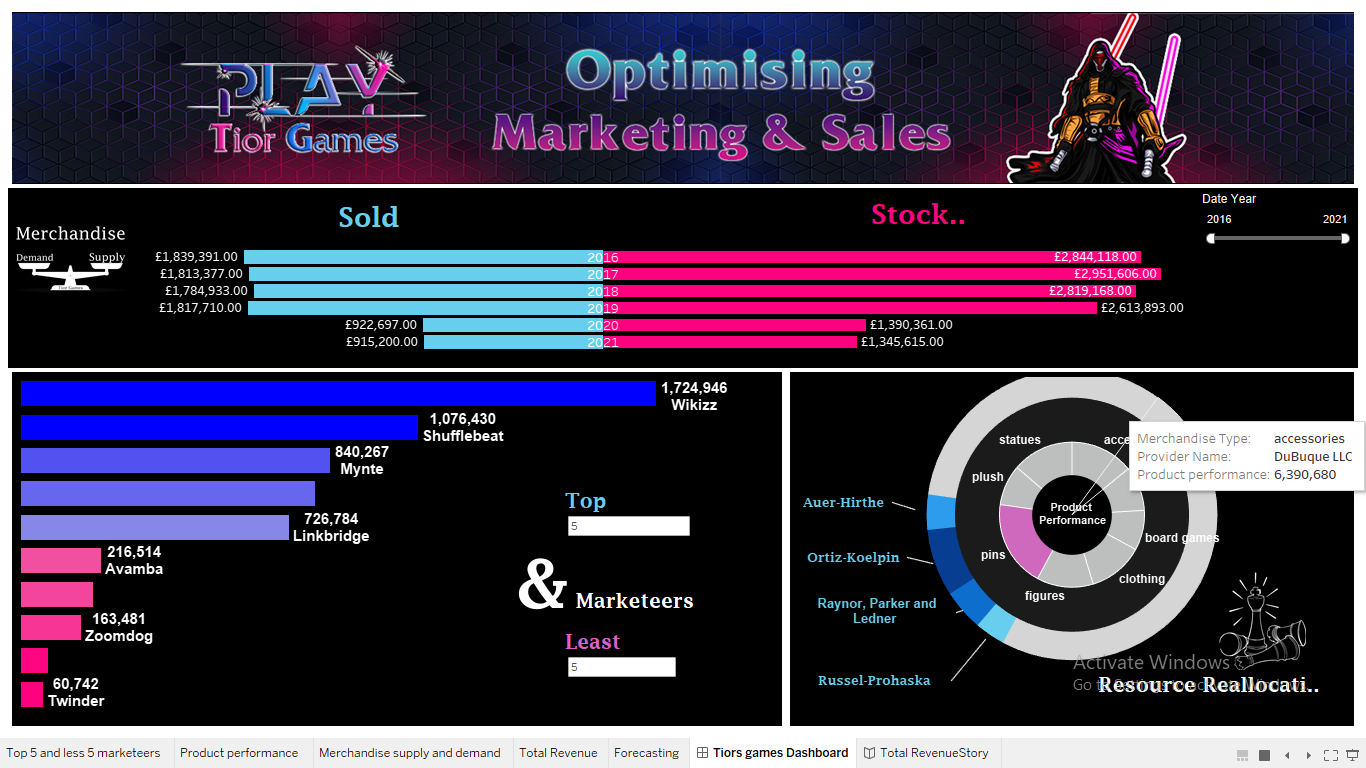 PLAY
Tior Games
Optimising
Marketing & Sales
Merchandise
Demand Supply
Tior Games
Sold
Stock..
Date Year
2016 2021
£1,839,391.00 2016 £2,844,118.00
£1,813,377.00 2017 £2,951,606.00
£1,784,933.00 2018 £2,819,168.00
£1,817,710.00 2019 £2,613,893.00
£922,697.00 2020 £1,390,361.00
£915,200.00 2021 £1,345,615.00
1,724,946
Wikizz
1,076,430
Shufflebeat
840,267
Mynte
726,784
Linkbridge
216,514
Avamba
163,481
Zoomdog
60,742
Twinder
Top
5
& Marketeers
Least
5
statues
acce
plush
Product
Performance
board games
pins
clothing
figures
Auer-Hirthe
Ortiz-Koelpin
Raynor, Parker and
Ledner
Russel-Prohaska
Merchandise Type: accessories
Provider Name: DuBuque LLC
Product performance: 6,390,680
Activate Windows
Go to Settings to activate Windows.
Resource Reallocati..
Top 5 and less 5 marketeers
Product performance
Merchandise supply and demand
Total Revenue
Forecasting
Tiors games Dashboard
Total RevenueStory